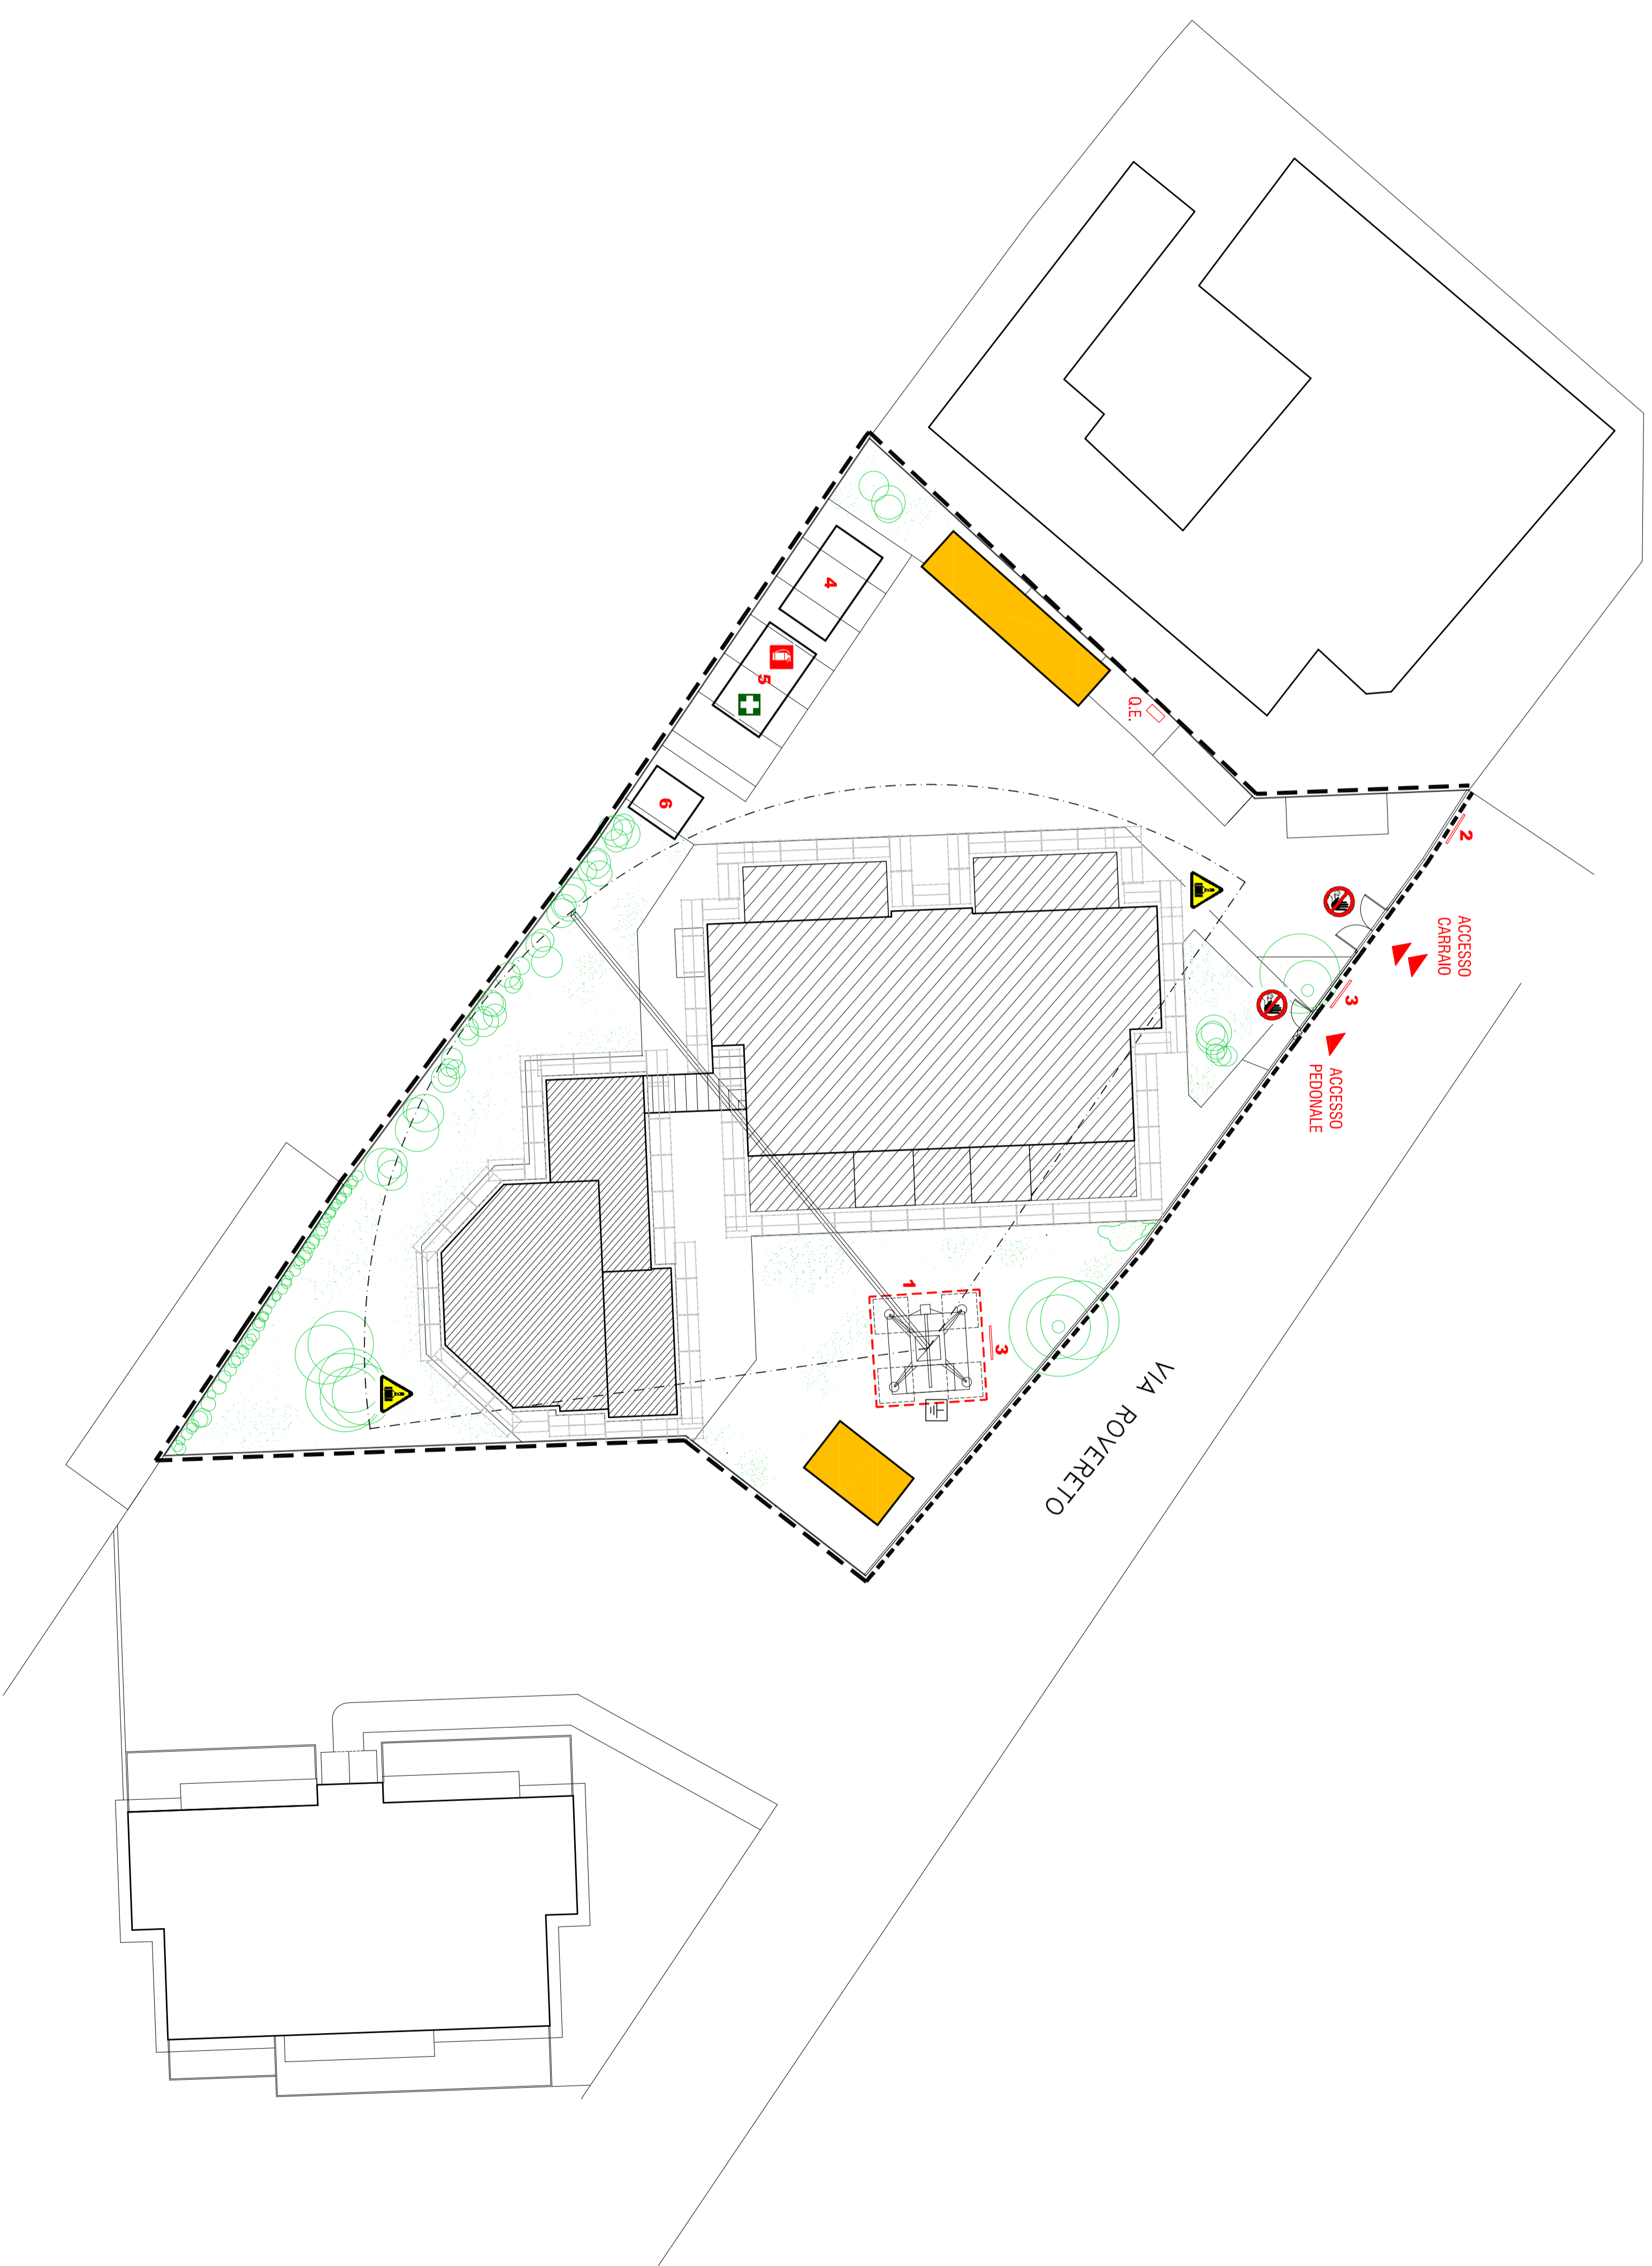 2
ACCESSO
CARRAIO
3
ACCESSO
PEDONALE
Q.E.
4
5
6
1
3
VIA ROVERETO